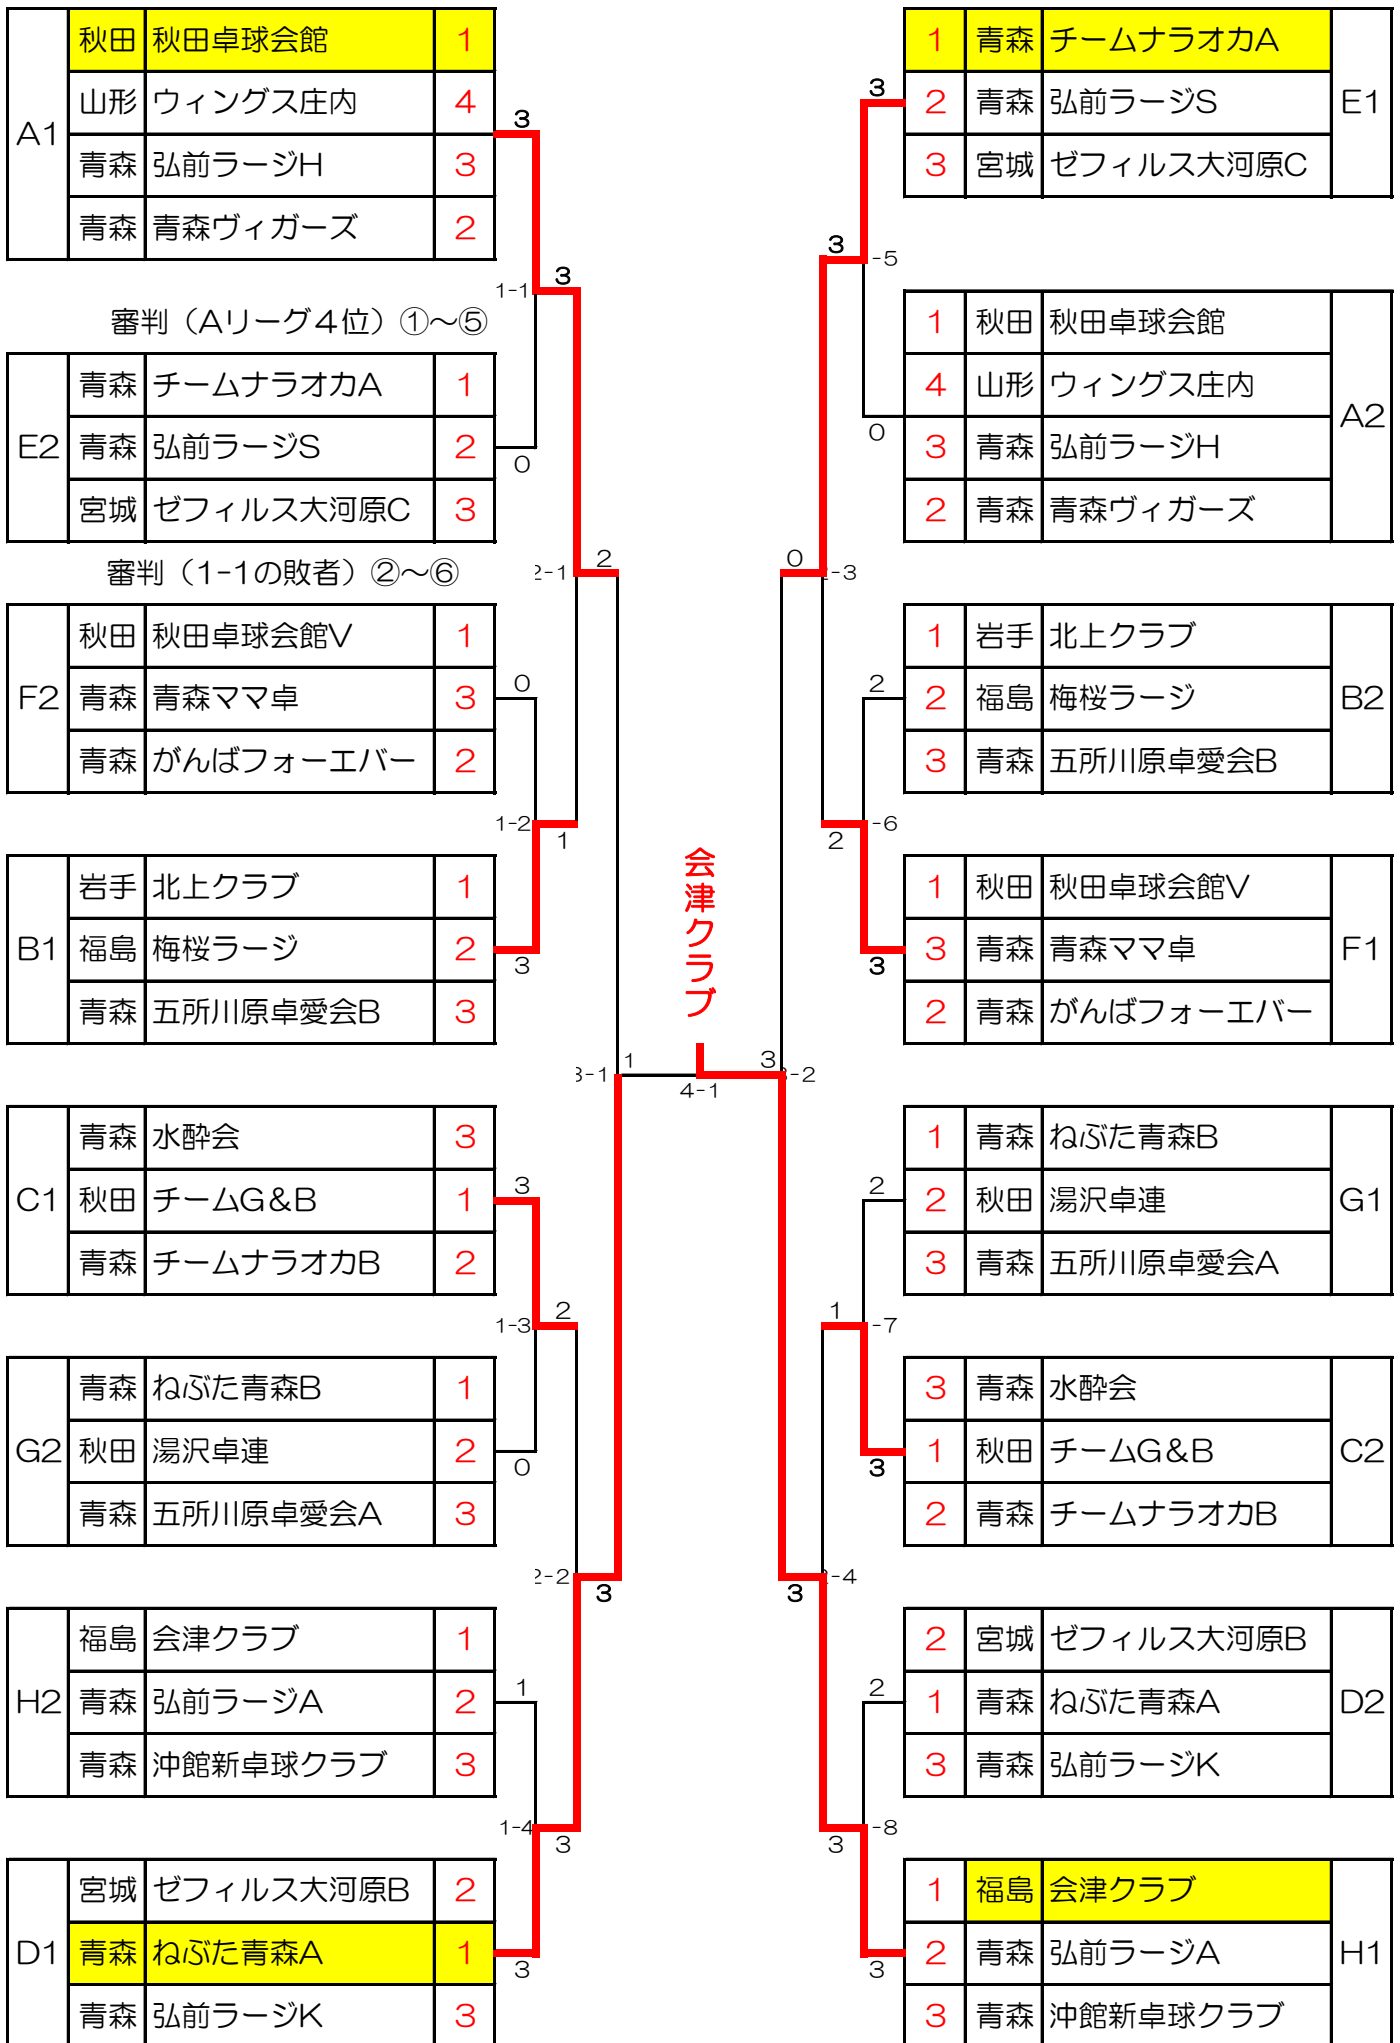 A1
秋田 秋田卓球会館 1
山形 ウィングス庄内 4
青森 弘前ラージH 3
青森 青森ヴィガーズ 2
3
1-1
3
審判（Aリーグ４位）①～⑤
E2
青森 チームナラオカA 1
青森 弘前ラージS 2
宮城 ゼフィルス大河原C 3
0
審判（1-1の敗者）②～⑥
2-1
2
F2
秋田 秋田卓球会館V 1
青森 青森ママ卓 3
青森 がんばフォーエバー 2
0
1-2
1
B1
岩手 北上クラブ 1
福島 梅桜ラージ 2
青森 五所川原卓愛会B 3
3
3-1
1
C1
青森 水酔会 3
秋田 チームG&B 1
青森 チームナラオカB 2
3
1-3
2
G2
青森 ねぶた青森B 1
秋田 湯沢卓連 2
青森 五所川原卓愛会A 3
0
2-2
3
H2
福島 会津クラブ 1
青森 弘前ラージA 2
青森 沖館新卓球クラブ 3
1
1-4
3
D1
宮城 ゼフィルス大河原B 2
青森 ねぶた青森A 1
青森 弘前ラージK 3
3
会津クラブ
4-1
E1
1 青森 チームナラオカA
2 青森 弘前ラージS
3 宮城 ゼフィルス大河原C
3
3
-5
A2
1 秋田 秋田卓球会館
4 山形 ウィングス庄内
3 青森 弘前ラージH
2 青森 青森ヴィガーズ
0
0
-3
B2
1 岩手 北上クラブ
2 福島 梅桜ラージ
3 青森 五所川原卓愛会B
2
2
-6
F1
1 秋田 秋田卓球会館V
3 青森 青森ママ卓
2 青森 がんばフォーエバー
3
3
-2
G1
1 青森 ねぶた青森B
2 秋田 湯沢卓連
3 青森 五所川原卓愛会A
2
1
-7
C2
3 青森 水酔会
1 秋田 チームG&B
2 青森 チームナラオカB
3
3
-4
D2
2 宮城 ゼフィルス大河原B
1 青森 ねぶた青森A
3 青森 弘前ラージK
2
3
-8
H1
1 福島 会津クラブ
2 青森 弘前ラージA
3 青森 沖館新卓球クラブ
3